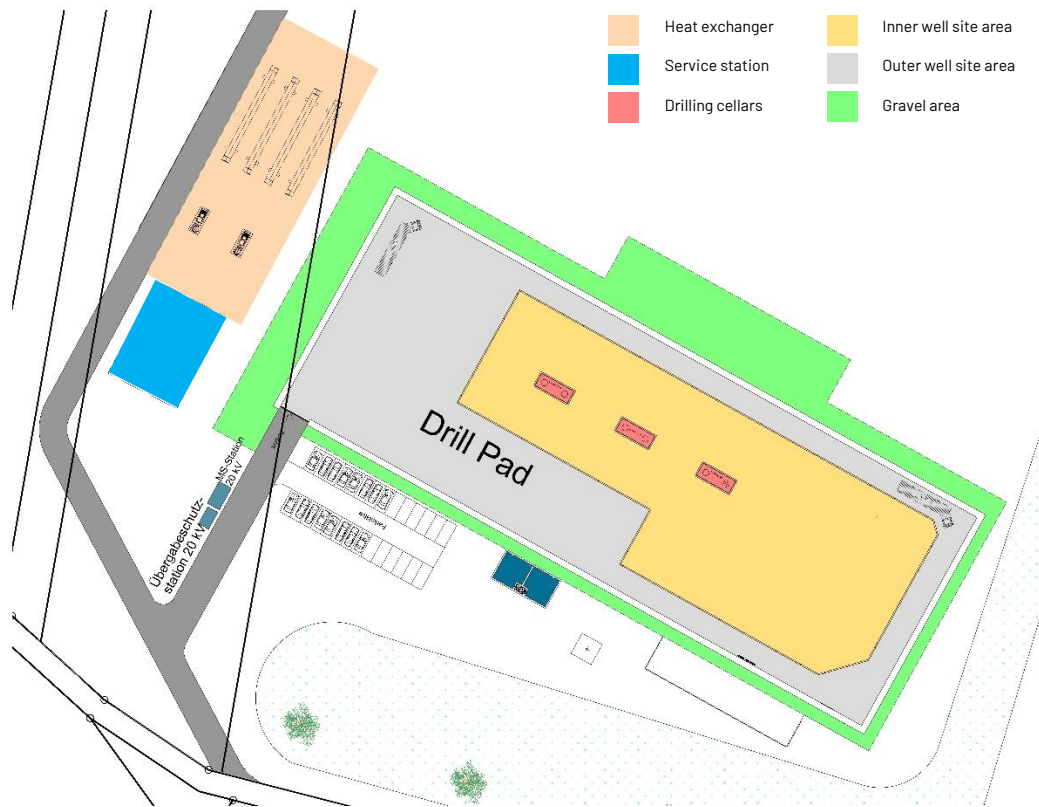 Heat exchanger
Inner well site area
Service station
Outer well site area
Drilling cellars
Gravel area
Drill Pad
MS-Station
20 kV
Übergabeschutz-
station 20 kV